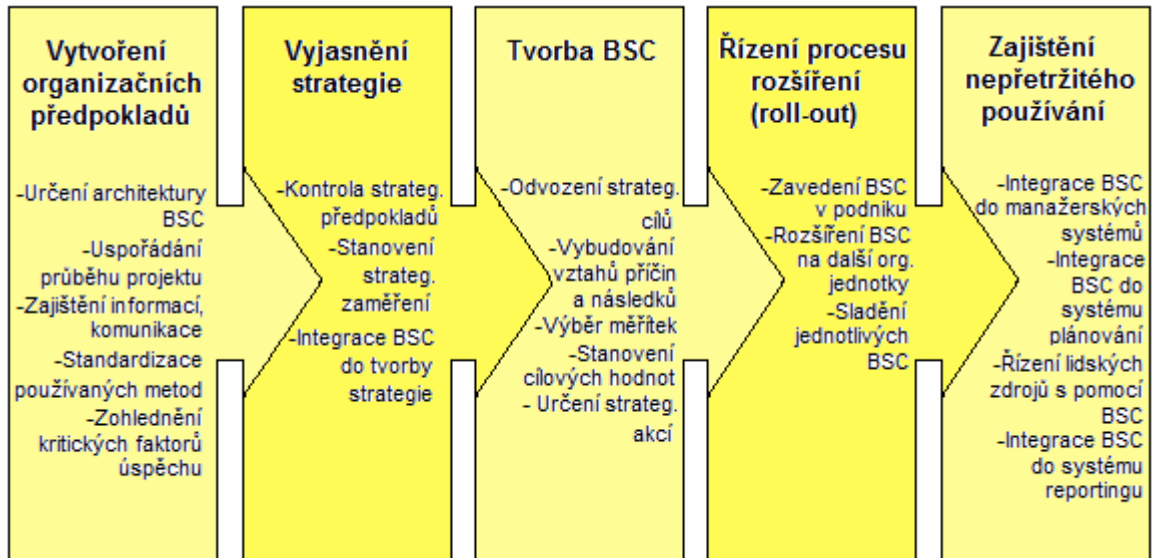 Vytvoření
organizačních
předpokladů
-Určení architektury
BSC
-Uspořádání
průběhu projektu
-Zajištění informací,
komunikace
-Standardizace
používaných metod
-Zohlednění
kritických faktorů
úspěchu
Vyjasnění
strategie
-Kontrola strateg.
předpokladů
-Stanovení
strateg.
zaměření
-Integrace BSC
do tvorby
strategie
Tvorba BSC
-Odvození strateg.
cílů
-Vybudování
vztahů příčin
a následků
-Výběr měřítek
-Stanovení
cílových hodnot
- Určení strateg.
akcí
Řízení procesu
rozšíření
(roll-out)
-Zavedení BSC
v podniku
-Rozšíření BSC
na další org.
jednotky
-Sladění
jednotlivých
BSC
Zajištění
nepřetržitého
používání
-Integrace BSC
do manažerských
systémů
-Integrace
BSC do
systému
plánování
-Řízení lidských
zdrojů s pomocí
BSC
-Integrace BSC
do systému
reportingu